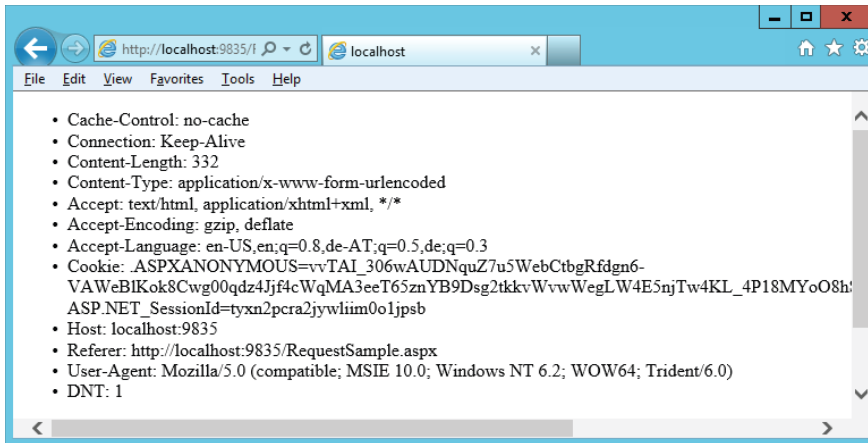 http://localhost:9835/
localhost
File Edit View Favorites Tools Help
• Cache-Control: no-cache
• Connection: Keep-Alive
• Content-Length: 332
• Content-Type: application/x-www-form-urlencoded
• Accept: text/html, application/xhtml+xml, */*
• Accept-Encoding: gzip, deflate
• Accept-Language: en-US,en;q=0.8,de-AT;q=0.5,de;q=0.3
• Cookie: .ASPXANONYMOUS=vvTAI_306wAUDNquZ7u5WebCtbgRfdgn6-
VAWeBlKok8Cwg00qdz4Jjf4cWqMA3eeT65znYB9Dsg2tkkvWvwWegLW4E5njTw4KL_4P18MYoO8h
ASP.NET_SessionId=tyxn2pcra2jywliim0o1jpsb
• Host: localhost:9835
• Referer: http://localhost:9835/RequestSample.aspx
• User-Agent: Mozilla/5.0 (compatible; MSIE 10.0; Windows NT 6.2; WOW64; Trident/6.0)
• DNT: 1